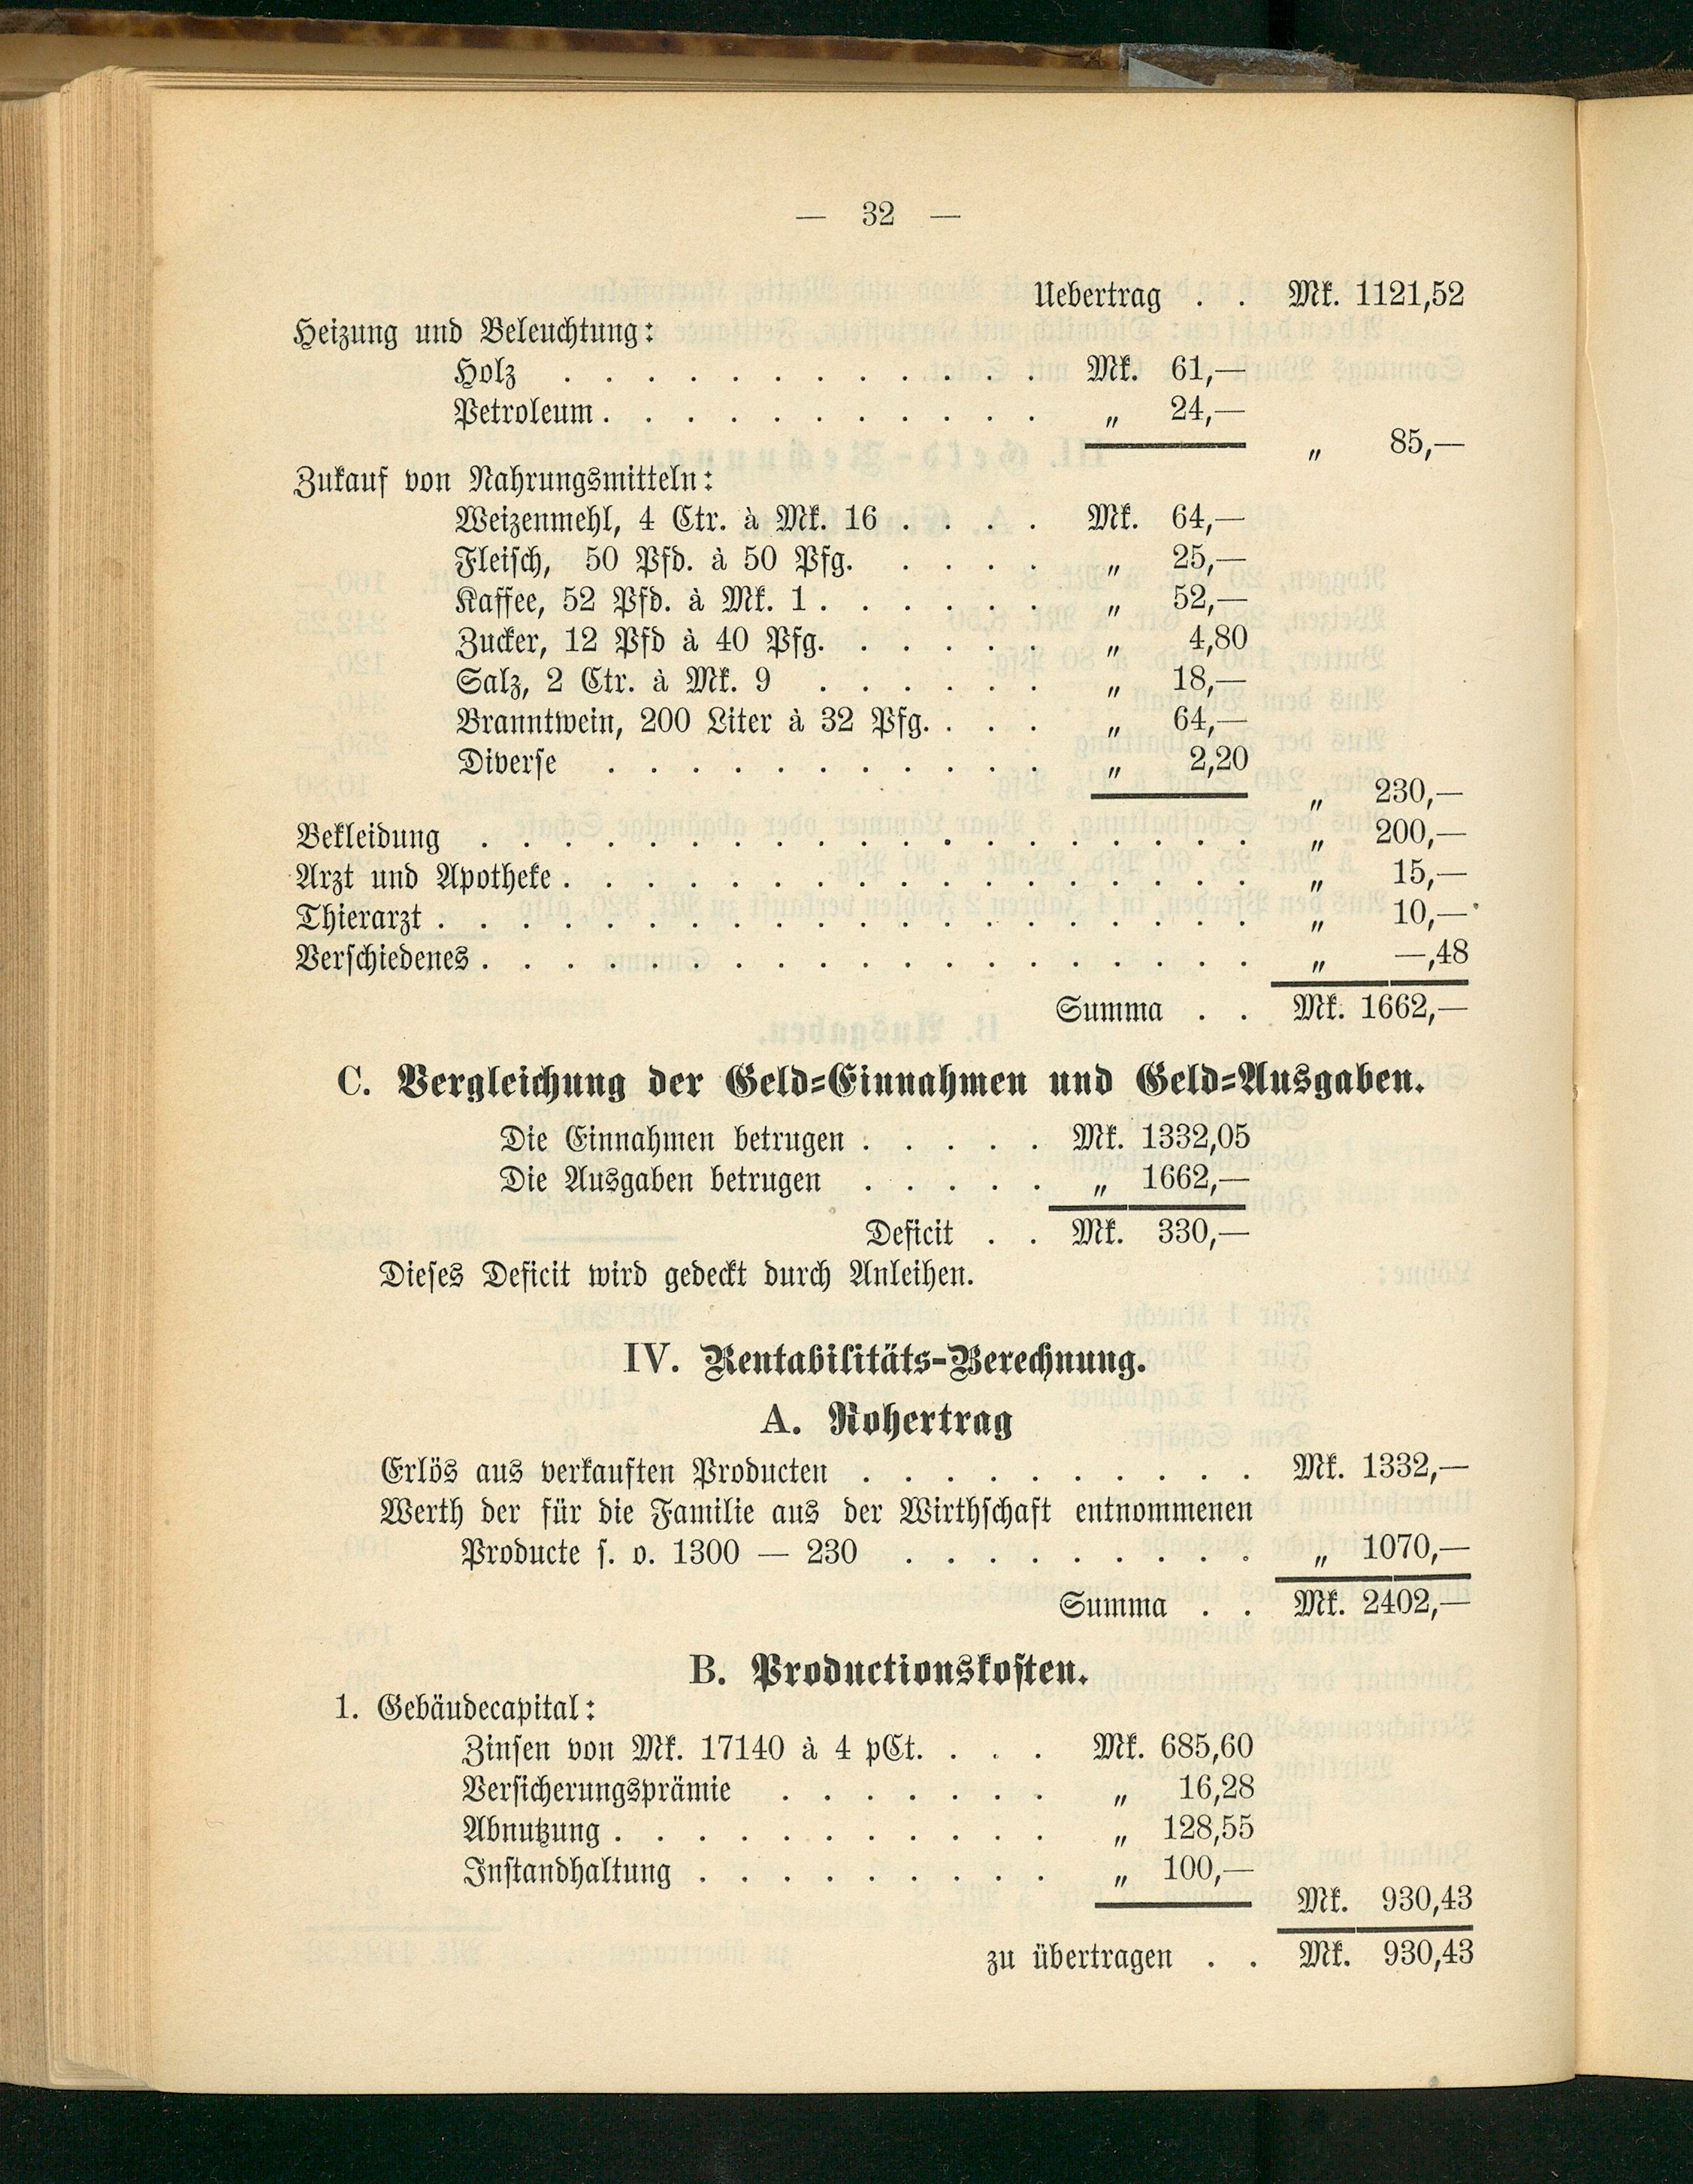 — 32 —
Uebertrag . . Mk. 1121,52
Heizung und Beleuchtung:
Holz . . . . . . . . . . . . Mk. 61,—
Petroleum. . . . . . . . . . . „ 24,—
„ 85,—
Zukauf von Nahrungsmitteln:
Weizenmehl, 4 Ctr. à Mk. 16 . . . . Mk. 64,—
Fleisch, 50 Pfd. à 50 Pfg. . . . . . „ 25,—
Kaffee, 52 Pfd. à Mk. 1 . . . . . . „ 52,—
Zucker, 12 Pfd à 40 Pfg. . . . . . „ 4,80
Salz, 2 Ctr. à Mk. 9 . . . . . . „ 18,—
Branntwein, 200 Liter à 32 Pfg. . . . „ 64,—
Diverse . . . . . . . . . . . „ 2,20
„ 230,—
Bekleidung . . . . . . . . . . . . . . . . . . . „ 200,—
Arzt und Apotheke . . . . . . . . . . . . . . . . . „ 15,—
Thierarzt . . . . . . . . . . . . . . . . . . . . „ 10,—
Verschiedenes . . . . . . . . . . . . . . . . . . . „ —,48
Summa . . Mk. 1662,—
C. Vergleichung der Geld=Einnahmen und Geld=Ausgaben.
Die Einnahmen betrugen . . . . . Mk. 1332,05
Die Ausgaben betrugen . . . . . „ 1662,—
Deficit . . Mk. 330,—
Dieses Deficit wird gedeckt durch Anleihen.
IV. Rentabilitäts-Berechnung.
A. Rohertrag
Erlös aus verkauften Producten . . . . . . . . . . Mk. 1332,—
Werth der für die Familie aus der Wirthschaft entnommenen
Producte s. o. 1300 — 230 . . . . . . . . . „ 1070,—
Summa . . Mk. 2402,—
B. Productionskosten.
1. Gebäudecapital:
Zinsen von Mk. 17140 à 4 pCt. . . . Mk. 685,60
Versicherungsprämie . . . . . . . „ 16,28
Abnutzung . . . . . . . . . . . „ 128,55
Instandhaltung . . . . . . . . . „ 100,—
Mk. 930,43
zu übertragen . . Mk. 930,43